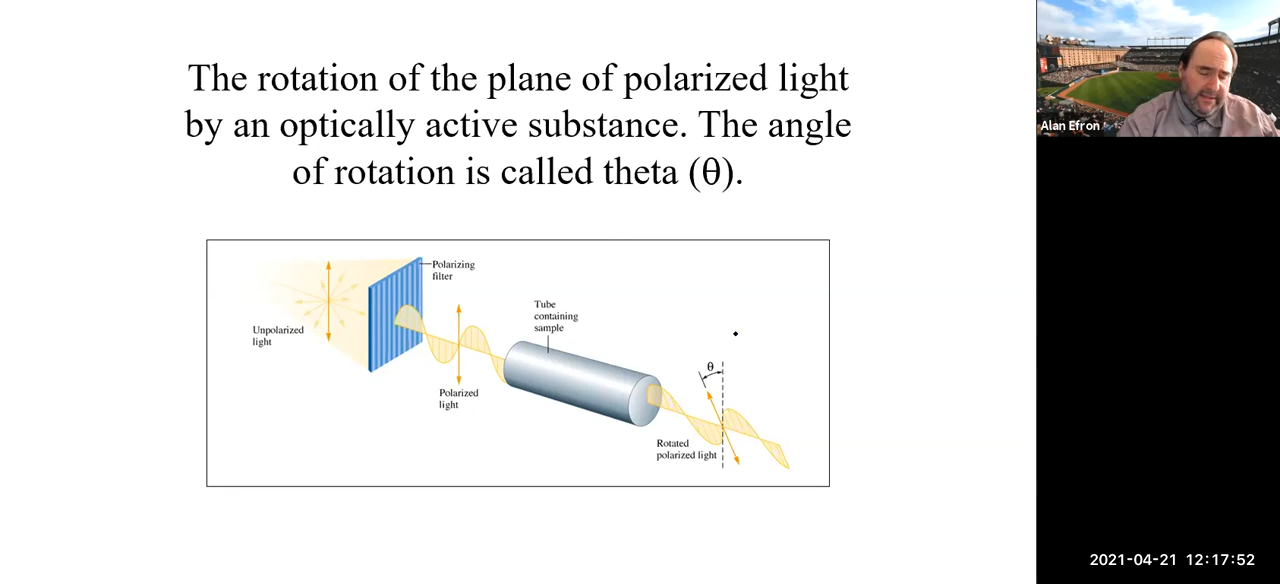 The rotation of the plane of polarized light
by an optically active substance. The angle
of rotation is called theta (θ).
Polarizing
filter
Unpolarized
light
Tube
containing
sample
θ
Polarized
light
Rotated
polarized light
Alan Efron
2021-04-21 12:17:52